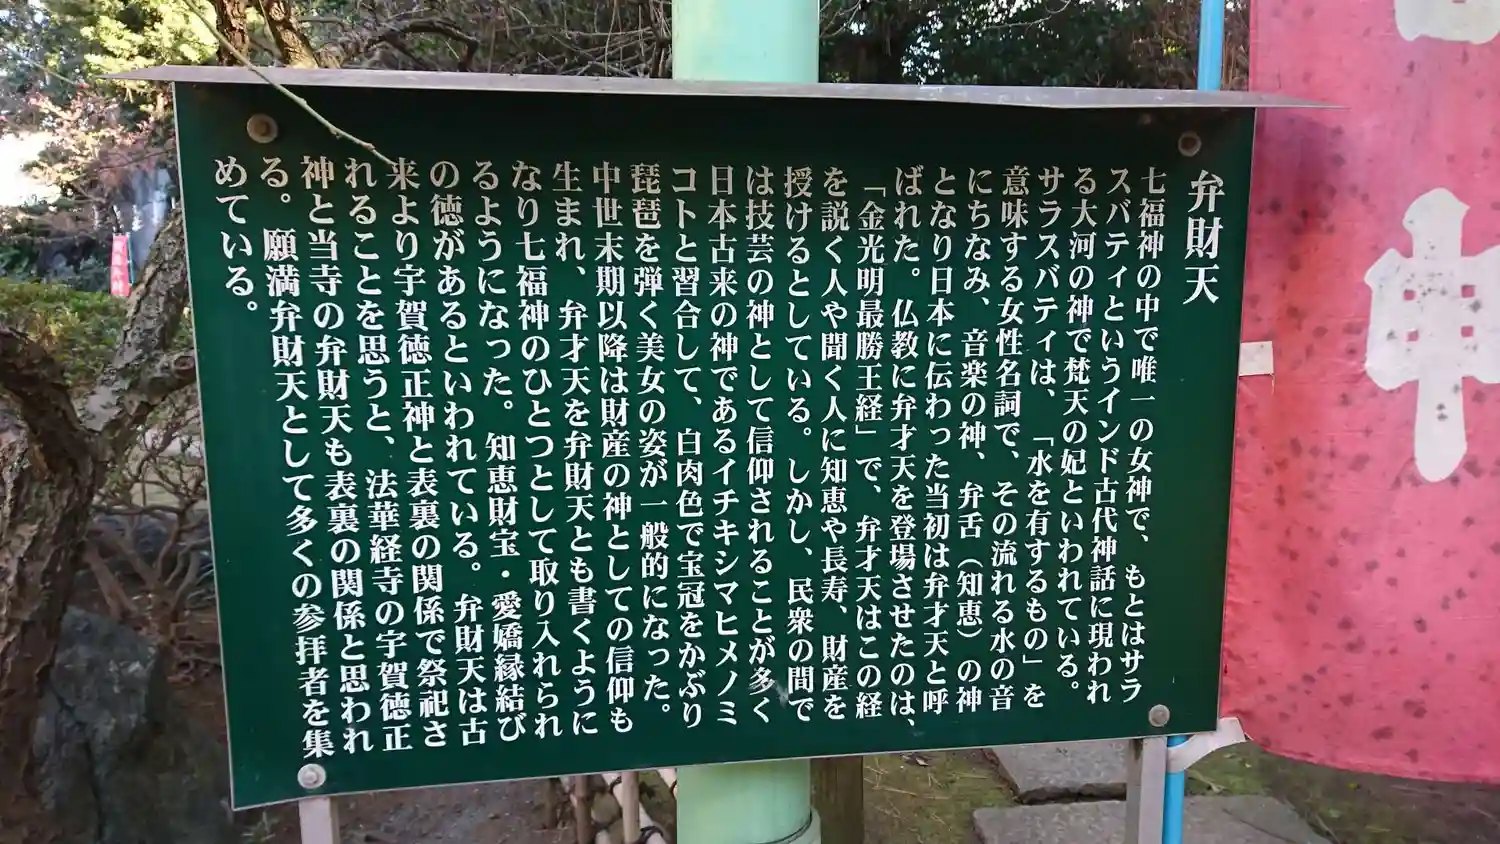 弁財天
七福神の中で唯一の女神で、もとはサラ
スバティというインド古代神話に現われ
る大河の神で梵天の妃といわれている。
サラスバティは、「水を有するもの」を
意味する女性名詞で、その流れる水の音
にちなみ、音楽の神、弁舌（知恵）の神
となり日本に伝わった当初は弁才天と呼
ばれた。仏教に弁才天を登場させたのは、
「金光明最勝王経」で、弁才天はこの経
を説く人や聞く人に知恵や長寿、財産を
授けるとしている。しかし、民衆の間で
は技芸の神として信仰されることが多く
日本古来の神であるイチキシマヒメノミ
コトと習合して、白肉色で宝冠をかぶり
琵琶を弾く美女の姿が一般的になった。
中世末期以降は財産の神としての信仰も
生まれ、弁才天を弁財天とも書くように
なり七福神のひとつとして取り入れられ
るようになった。知恵財宝・愛嬌縁結び
の徳があるといわれている。弁財天は古
来より宇賀徳正神と表裏の関係で祭祀さ
れることを思うと、法華経寺の宇賀徳正
神と当寺の弁財天も表裏の関係と思われ
る。願満弁財天として多くの参拝者を集
めている。
神